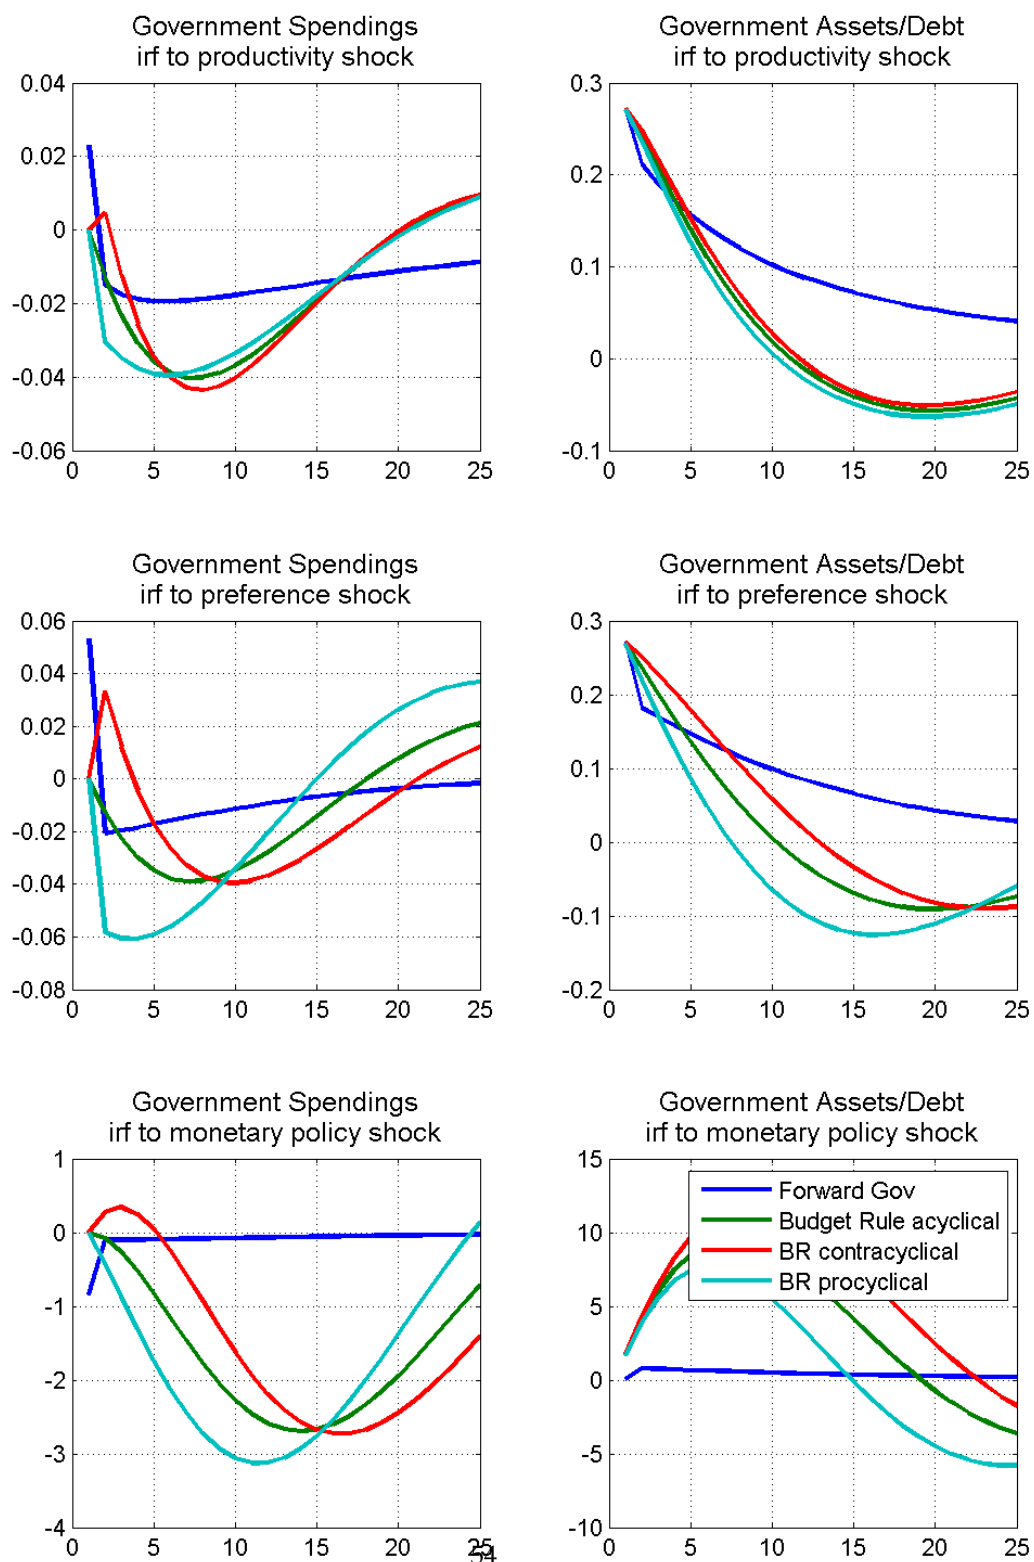 Government Spendings
irf to productivity shock
0.04
0.02
0
-0.02
-0.04
-0.06
0 5 10 15 20 25
Government Assets/Debt
irf to productivity shock
0.3
0.2
0.1
0
-0.1
0 5 10 15 20 25
Government Spendings
irf to preference shock
0.06
0.04
0.02
0
-0.02
-0.04
-0.06
-0.08
0 5 10 15 20 25
Government Assets/Debt
irf to preference shock
0.3
0.2
0.1
0
-0.1
-0.2
0 5 10 15 20 25
Government Spendings
irf to monetary policy shock
1
0
-1
-2
-3
-4
0 5 10 15 20 25
Government Assets/Debt
irf to monetary policy shock
15
10
5
0
-5
-10
0 5 10 15 20 25
Forward Gov
Budget Rule acyclical
BR contracyclical
BR procyclical
54